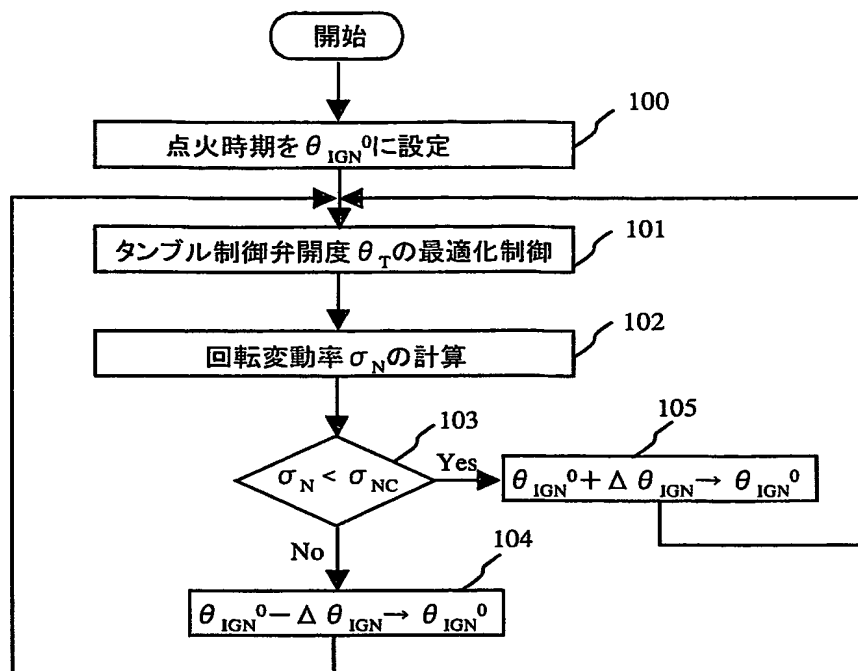 開始
100
点火時期をθIGN⁰に設定
101
タンブル制御弁開度θTの最適化制御
102
回転変動率σNの計算
103
σN < σNC
Yes
105
θIGN⁰+ΔθIGN→θIGN⁰
No
104
θIGN⁰−ΔθIGN→θIGN⁰